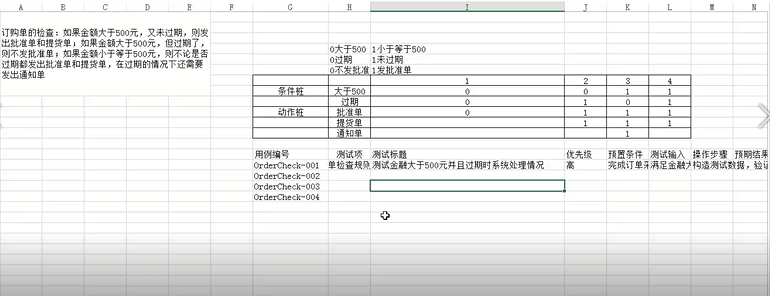 A B C D E F G H I J K L M N
订购单的检查：如果金额大于500元，又未过期，则发
出批准单和提货单；如果金额大于500元，但过期了，
则不发批准单；如果金额小于等于500元，则不论是否
过期都发出批准单和提货单，在过期的情况下还需要
发出通知单
0大于500 1小于等于500
0过期 1未过期
0不发批准 1发批准单
1 2 3 4
条件桩 大于500 0 0 1 1
过期 0 1 0 1
动作桩 批准单 0 1 1 1
提货单 1 1 1
通知单 1
用例编号 测试项 测试标题 优先级 预置条件 测试输入 操作步骤 预期结果
OrderCheck-001 单检查规则 测试金融大于500元并且过期时系统处理情况 高 完成订单 满足金融大 构造测试数据，验证
OrderCheck-002
OrderCheck-003
OrderCheck-004